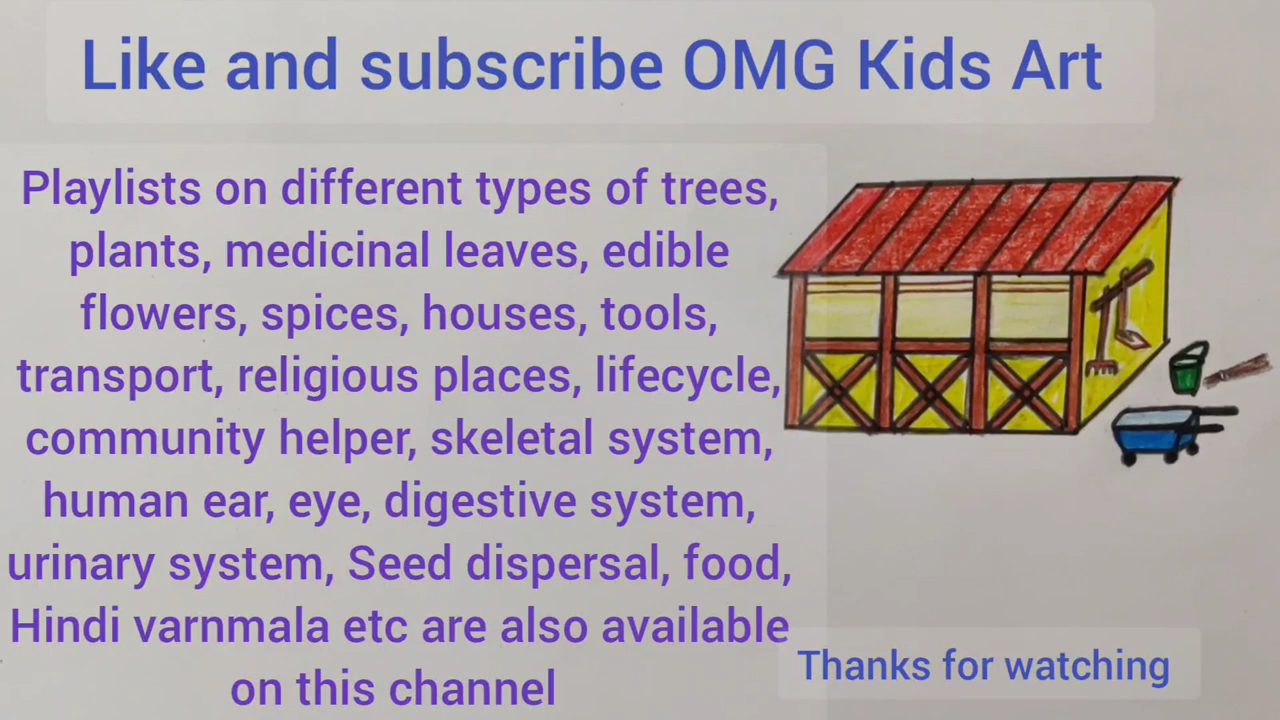 Like and subscribe OMG Kids Art
Playlists on different types of trees,
plants, medicinal leaves, edible
flowers, spices, houses, tools,
transport, religious places, lifecycle,
community helper, skeletal system,
human ear, eye, digestive system,
urinary system, Seed dispersal, food,
Hindi varnmala etc are also available
on this channel
Thanks for watching